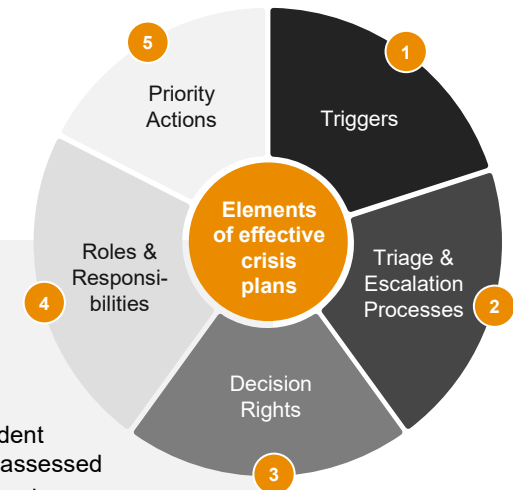 5
Priority
Actions
1
Triggers
Elements
of effective
crisis
plans
Roles &
Responsi-
bilities
4
Triage &
Escalation
Processes
2
Decision
Rights
3
assessed